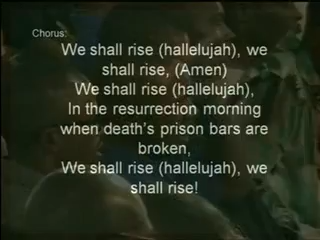 Chorus:
We shall rise (hallelujah), we
shall rise, (Amen)
We shall rise (hallelujah),
In the resurrection morning
when death's prison bars are
broken,
We shall rise (hallelujah), we
shall rise!